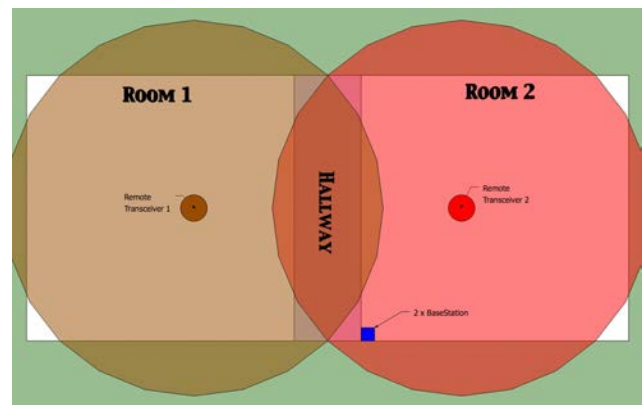 ROOM 1
ROOM 2
HALLWAY
Remote
Transceiver 1
Remote
Transceiver 2
2 x BaseStation